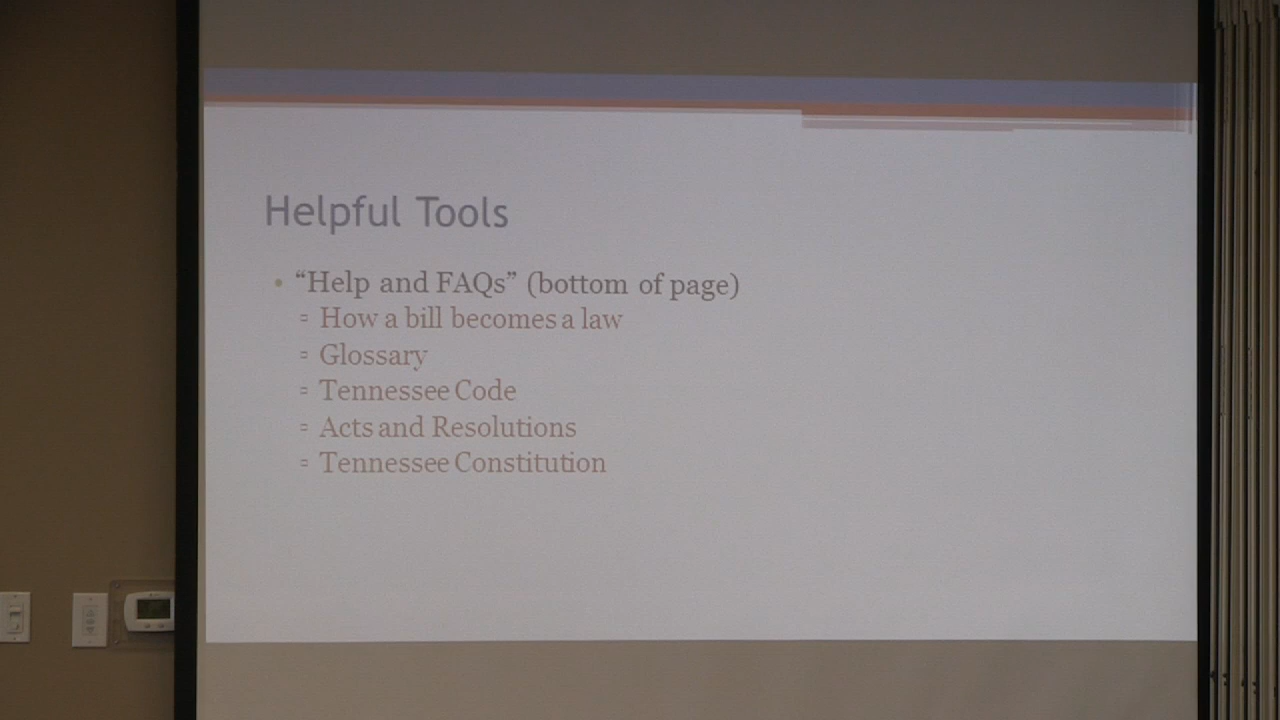 Helpful Tools
• “Help and FAQs” (bottom of page)
▫ How a bill becomes a law
▫ Glossary
▫ Tennessee Code
▫ Acts and Resolutions
▫ Tennessee Constitution